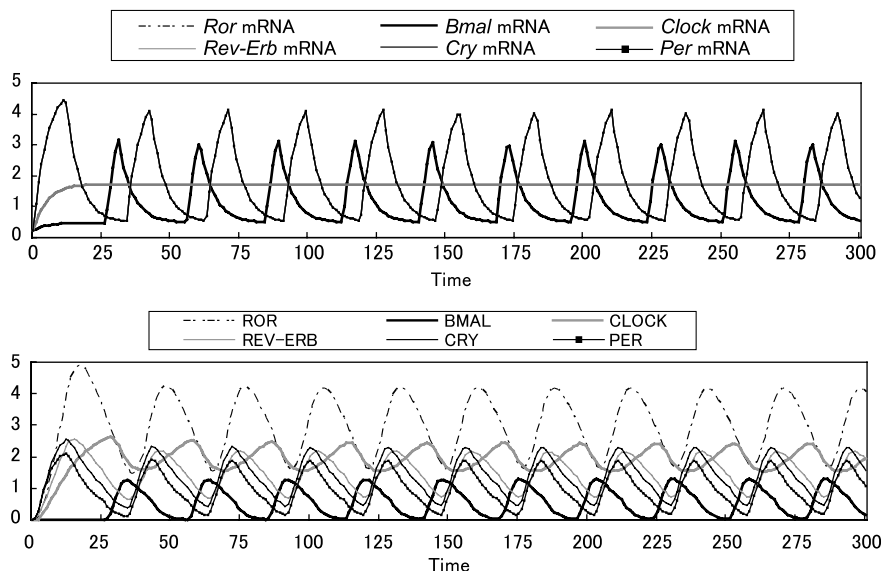 Ror mRNA Bmal mRNA Clock mRNA
Rev-Erb mRNA Cry mRNA Per mRNA
5
4
3
2
1
0
0 25 50 75 100 125 150 175 200 225 250 275 300
Time
ROR BMAL CLOCK
REV-ERB CRY PER
5
4
3
2
1
0
0 25 50 75 100 125 150 175 200 225 250 275 300
Time